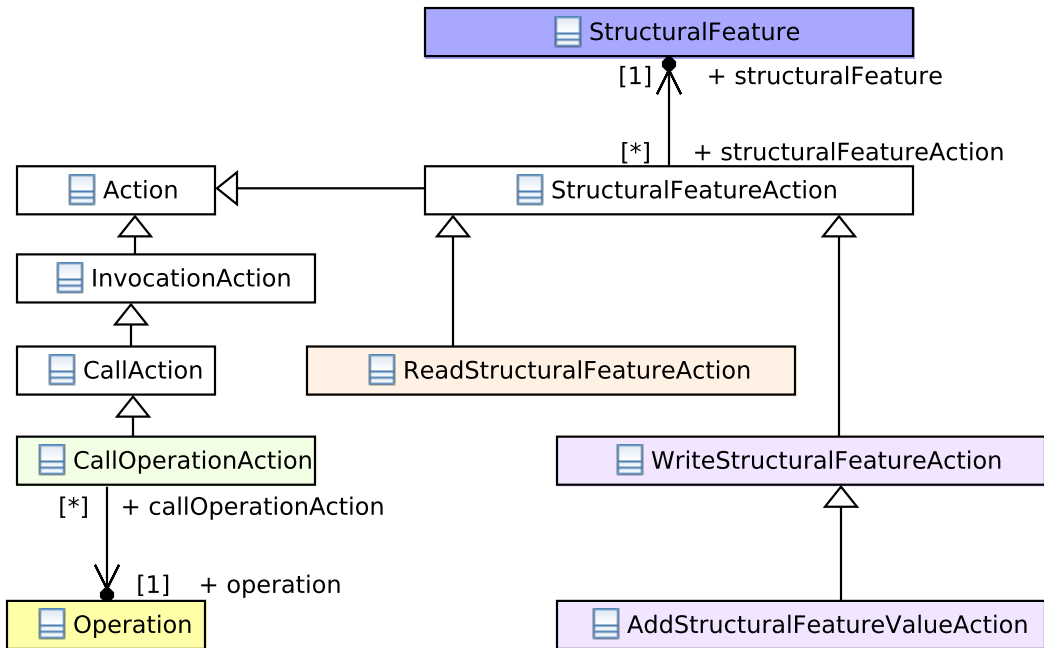 StructuralFeature
[1] + structuralFeature
[*] + structuralFeatureAction
Action
StructuralFeatureAction
InvocationAction
CallAction
ReadStructuralFeatureAction
CallOperationAction
WriteStructuralFeatureAction
[*] + callOperationAction
[1] + operation
Operation
AddStructuralFeatureValueAction